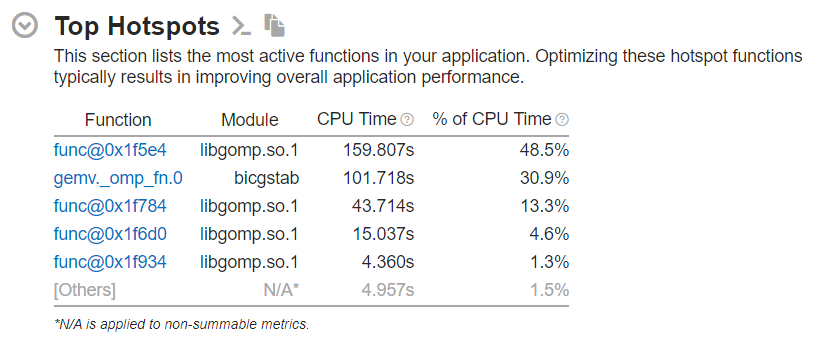 Top Hotspots
This section lists the most active functions in your application. Optimizing these hotspot functions
typically results in improving overall application performance.
Function Module CPU Time ? % of CPU Time ?
func@0x1f5e4 libgomp.so.1 159.807s 48.5%
gemv._omp_fn.0 bicgstab 101.718s 30.9%
func@0x1f784 libgomp.so.1 43.714s 13.3%
func@0x1f6d0 libgomp.so.1 15.037s 4.6%
func@0x1f934 libgomp.so.1 4.360s 1.3%
[Others] N/A* 4.957s 1.5%
*N/A is applied to non-summable metrics.